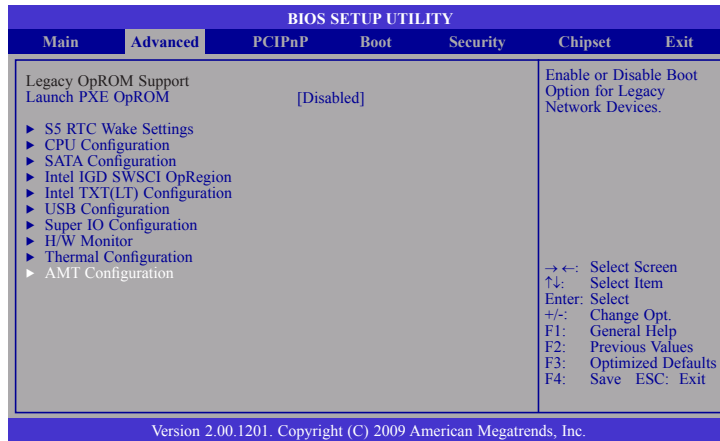 BIOS SETUP UTILITY
Main Advanced PCIPnP Boot Security Chipset Exit
Legacy OpROM Support
Launch PXE OpROM [Disabled]
► S5 RTC Wake Settings
► CPU Configuration
► SATA Configuration
► Intel IGD SWSCI OpRegion
► Intel TXT(LT) Configuration
► USB Configuration
► Super IO Configuration
► H/W Monitor
► Thermal Configuration
► AMT Configuration
Enable or Disable Boot
Option for Legacy
Network Devices.
→←: Select Screen
↑↓: Select Item
Enter: Select
+/-: Change Opt.
F1: General Help
F2: Previous Values
F3: Optimized Defaults
F4: Save ESC: Exit
Version 2.00.1201. Copyright (C) 2009 American Megatrends, Inc.